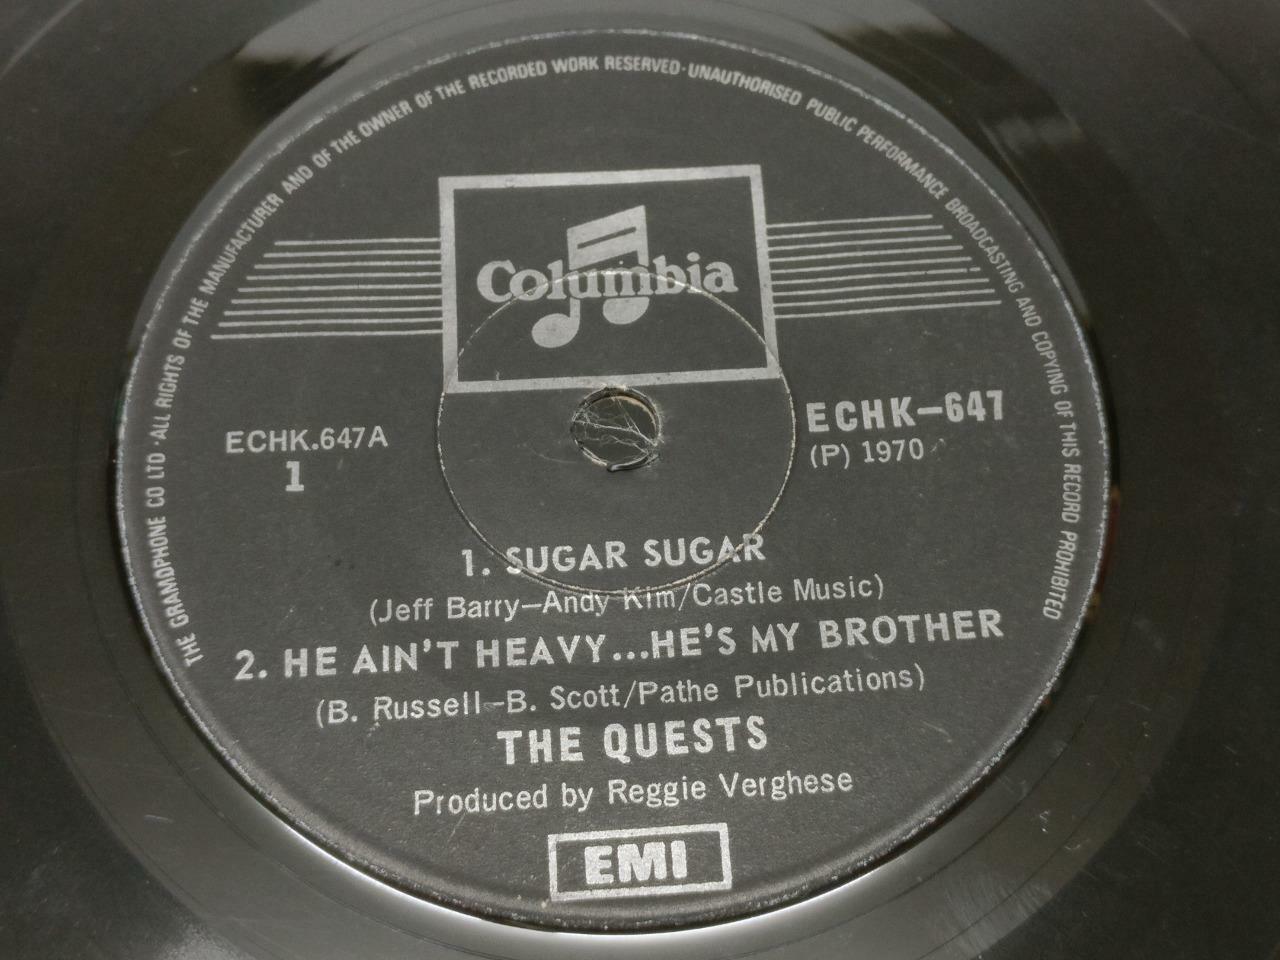 THE GRAMOPHONE CO LTD · ALL RIGHTS OF THE MANUFACTURER AND OF THE OWNER OF THE RECORDED WORK RESERVED · UNAUTHORISED PUBLIC PERFORMANCE BROADCASTING AND COPYING OF THIS RECORD PROHIBITED
Columbia
ECHK.647A
1
ECHK–647
(P) 1970
1. SUGAR SUGAR
(Jeff Barry–Andy Kim/Castle Music)
2. HE AIN'T HEAVY...HE'S MY BROTHER
(B. Russell–B. Scott/Pathe Publications)
THE QUESTS
Produced by Reggie Verghese
EMI